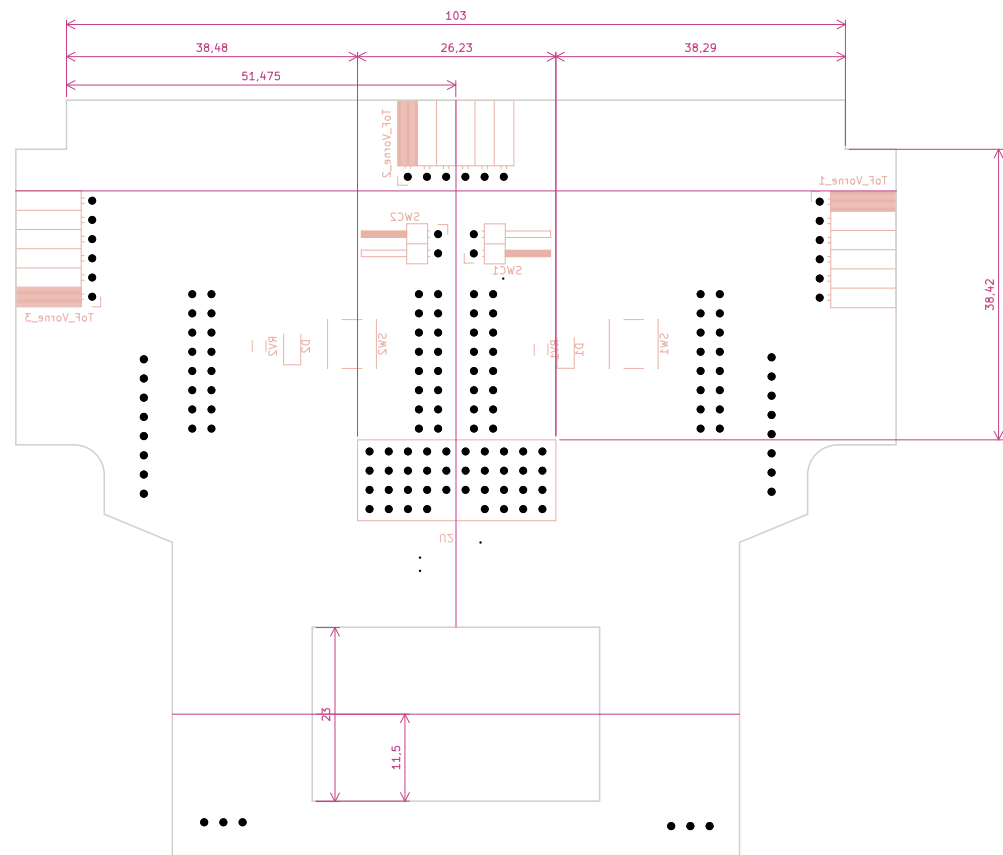 103
38,48
26,23
38,29
51,475
ToF_Vorne_2
ToF_Vorne_1
SWC2
SWC1
38,42
ToF_Vorne_3
RV2
D2
SW2
RV1
D1
SW1
U2
23
11,5